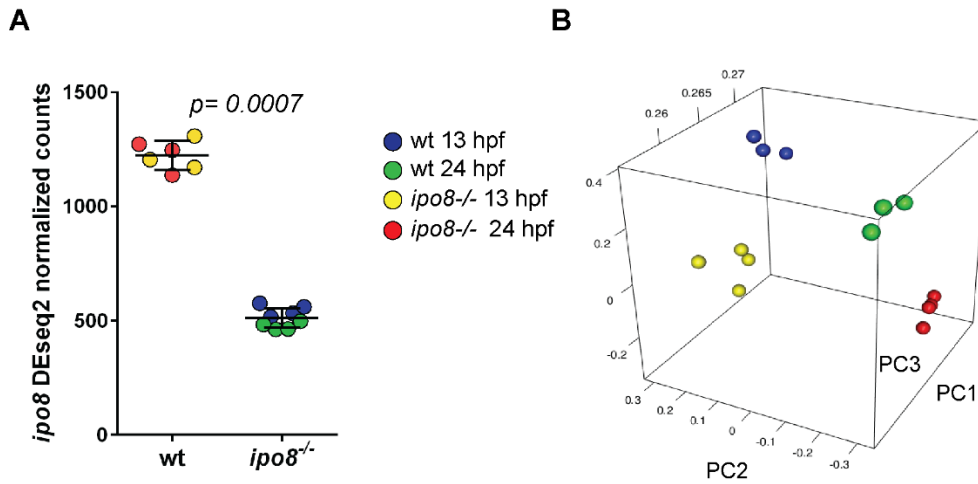 A
ipo8 DEseq2 normalized counts
1500
1000
500
0
p= 0.0007
wt
ipo8-/-
wt 13 hpf
wt 24 hpf
ipo8-/- 13 hpf
ipo8-/- 24 hpf
B
0.27
0.265
0.26
0.4
0.2
0
-0.2
0.3
0.2
0.1
0
-0.1
-0.2
-0.3
PC3
PC1
PC2